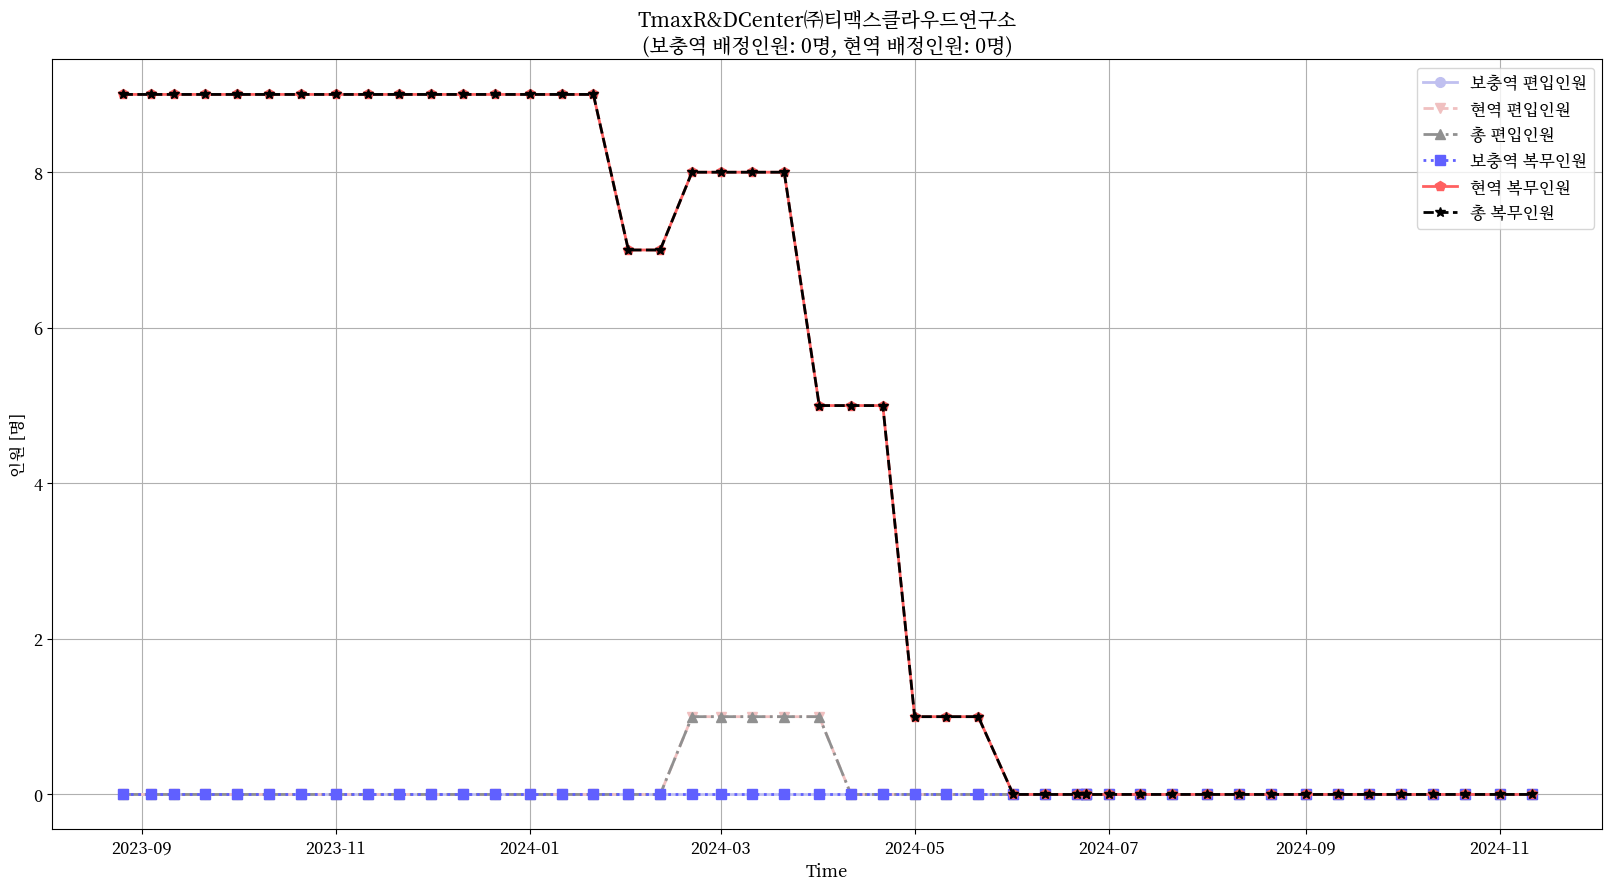 TmaxR&DCenter㈜티맥스클라우드연구소
(보충역 배정인원: 0명, 현역 배정인원: 0명)
보충역 편입인원
현역 편입인원
총 편입인원
보충역 복무인원
현역 복무인원
총 복무인원
인원 [명]
8
6
4
2
0
2023-09
2023-11
2024-01
2024-03
2024-05
2024-07
2024-09
2024-11
Time